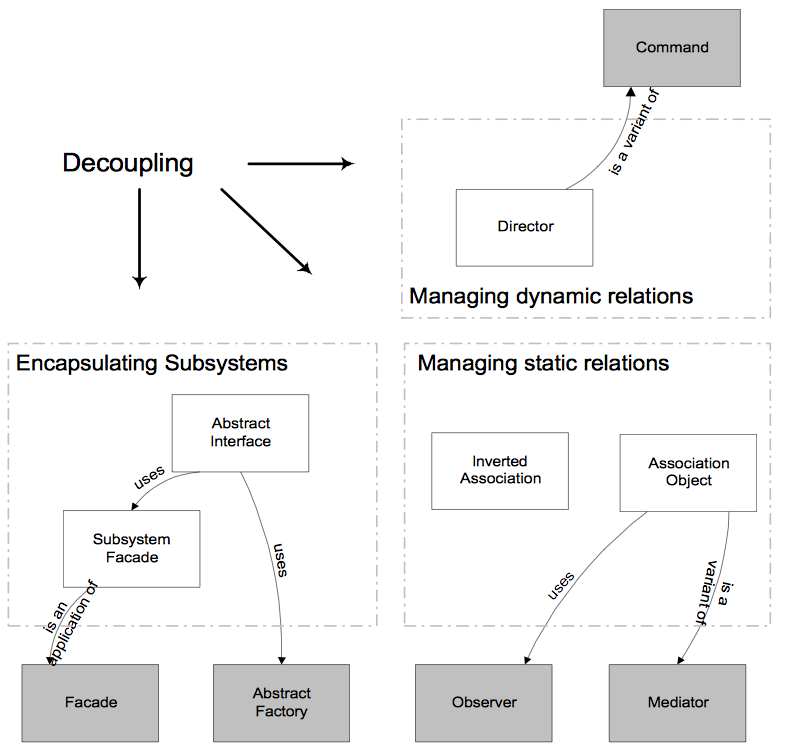 Command
is a variant of
Decoupling
Director
Managing dynamic relations
Encapsulating Subsystems
Managing static relations
Abstract
Interface
Inverted
Association
Association
Object
uses
Subsystem
Facade
uses
uses
is a
variant of
is an
application of
Facade
Abstract
Factory
Observer
Mediator